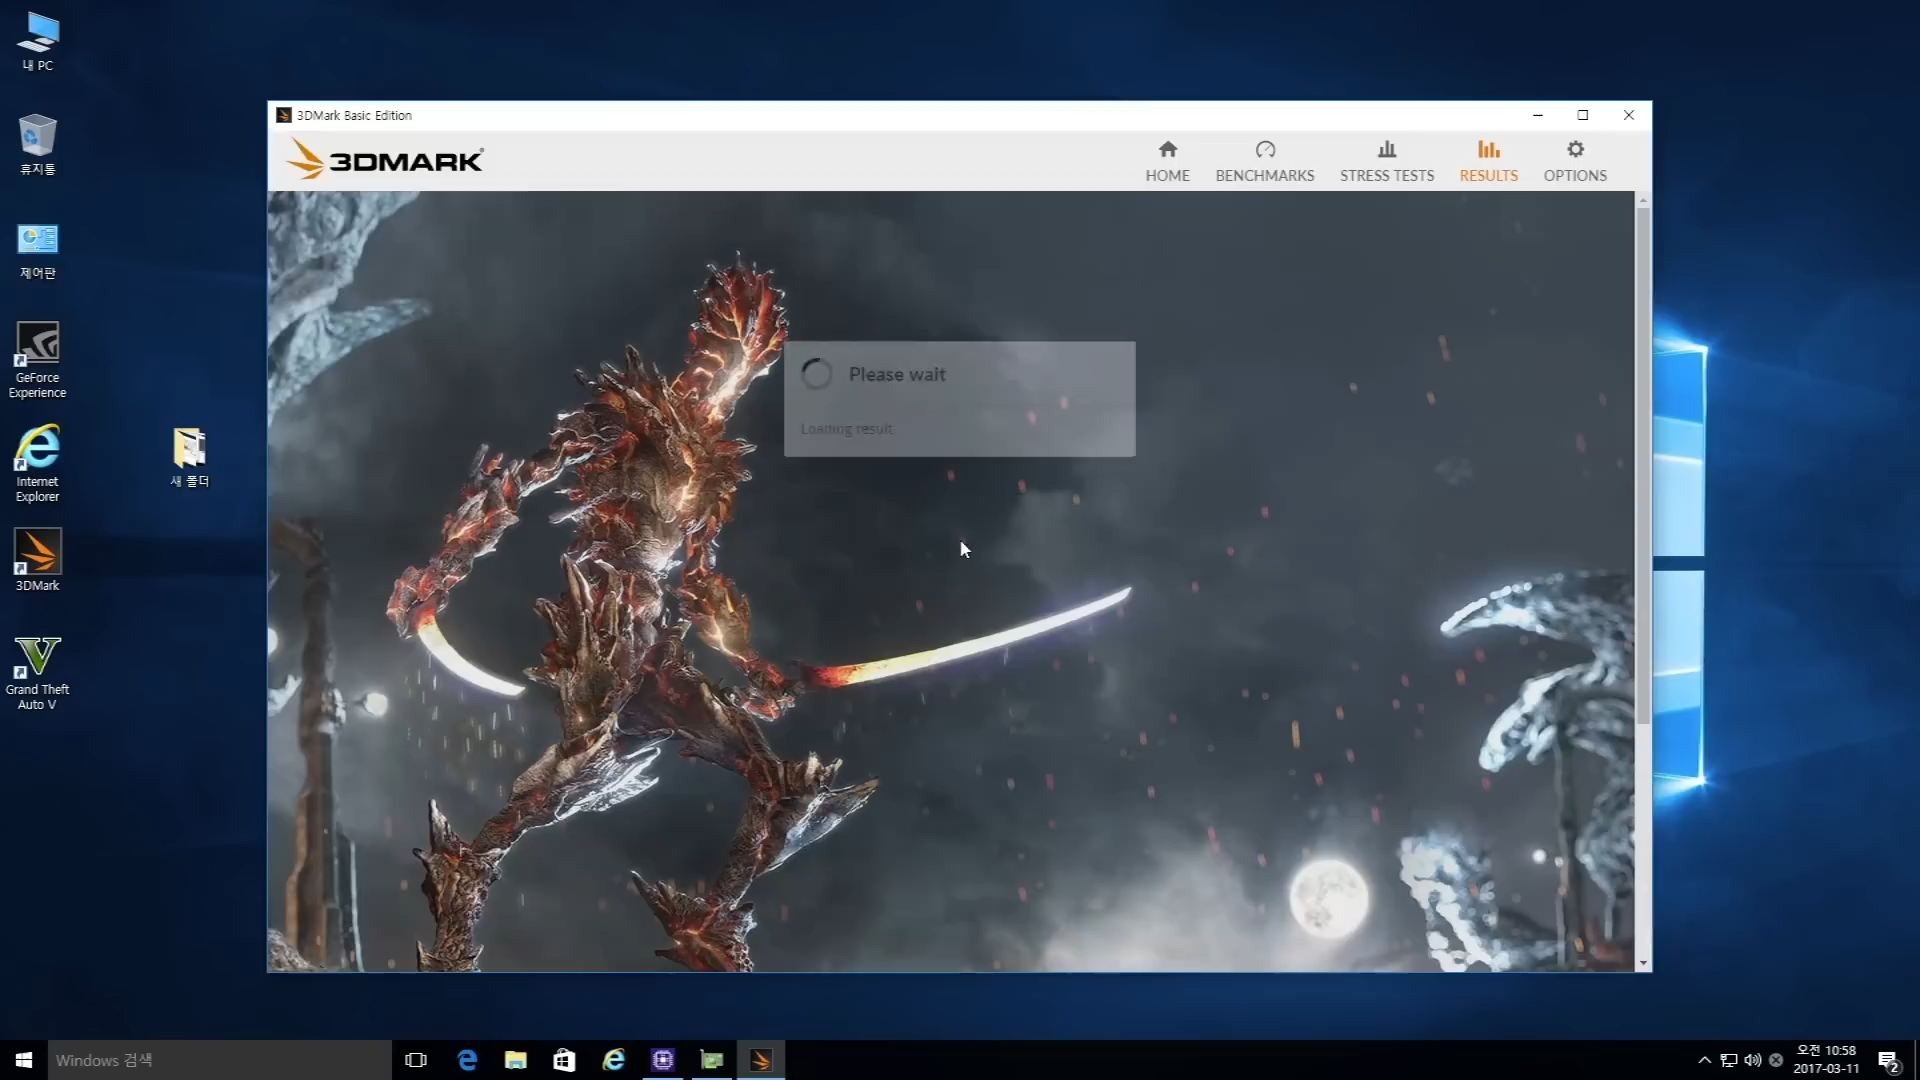 내 PC
휴지통
제어판
GeForce
Experience
Internet
Explorer
새 폴더
3DMark
Grand Theft
Auto V
3DMark Basic Edition
3DMARK
HOME
BENCHMARKS
STRESS TESTS
RESULTS
OPTIONS
Please wait
Loading result
Windows 검색
오전 10:58
2017-03-11
2